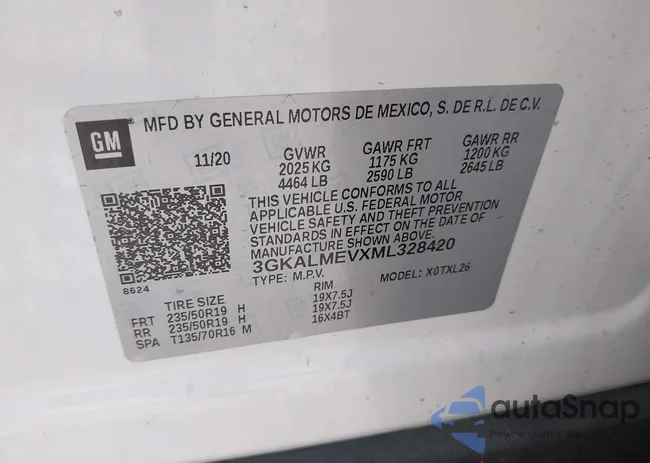 GM
MFD BY GENERAL MOTORS DE MEXICO, S. DE R.L. DE C.V.
11/20 GVWR GAWR FRT GAWR RR
2025 KG 1175 KG 1200 KG
4464 LB 2590 LB 2645 LB
THIS VEHICLE CONFORMS TO ALL
APPLICABLE U.S. FEDERAL MOTOR
VEHICLE SAFETY AND THEFT PREVENTION
STANDARDS IN EFFECT ON THE DATE OF
MANUFACTURE SHOWN ABOVE.
3GKALMEVXML328420
TYPE: M.P.V. MODEL: X0TXL26
8624
TIRE SIZE RIM
FRT 235/50R19 H 19X7.5J
RR 235/50R19 H 19X7.5J
SPA T135/70R16 M 16X4BT
autaSnap